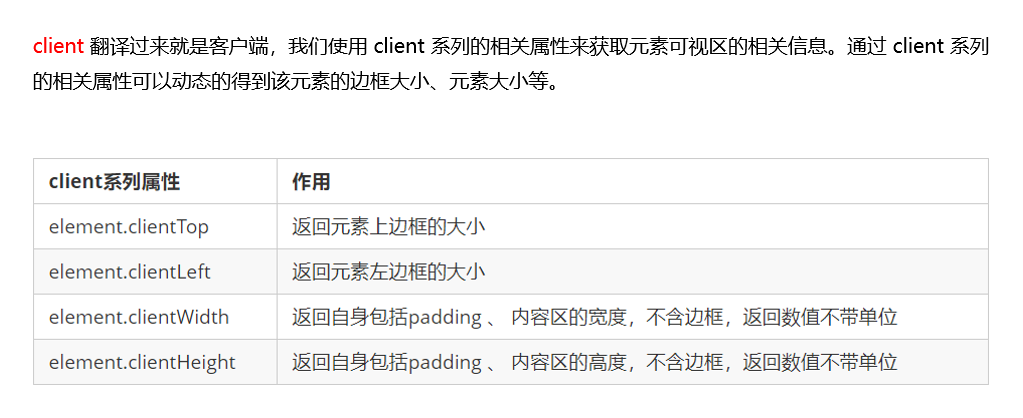 client 翻译过来就是客户端，我们使用 client 系列的相关属性来获取元素可视区的相关信息。通过 client 系列
的相关属性可以动态的得到该元素的边框大小、元素大小等。
client系列属性 作用
element.clientTop 返回元素上边框的大小
element.clientLeft 返回元素左边框的大小
element.clientWidth 返回自身包括padding 、 内容区的宽度，不含边框，返回数值不带单位
element.clientHeight 返回自身包括padding 、 内容区的高度，不含边框，返回数值不带单位